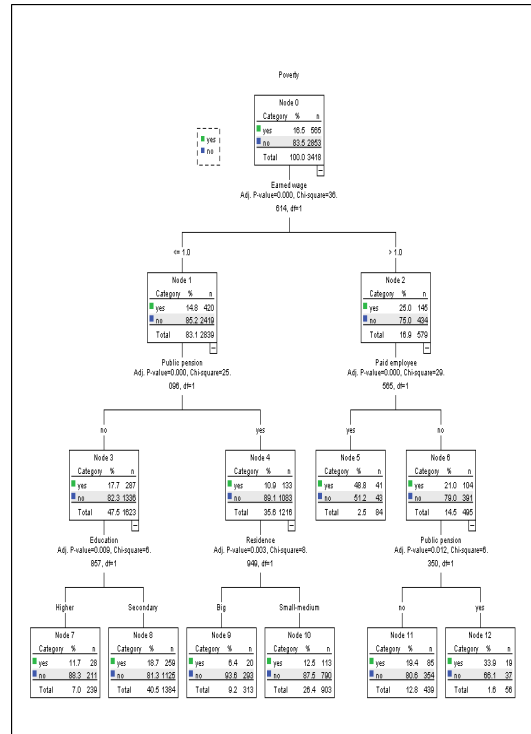 Poverty
yes
no
Node 0
Category % n
yes 16.5 565
no 83.5 2853
Total 100.0 3418
Earned wage
Adj. P-value=0.000, Chi-square=36.
614, df=1
<= 1.0
> 1.0
Node 1
Category % n
yes 14.8 420
no 85.2 2419
Total 83.1 2839
Node 2
Category % n
yes 25.0 145
no 75.0 434
Total 16.9 579
Public pension
Adj. P-value=0.000, Chi-square=25.
096, df=1
Paid employee
Adj. P-value=0.000, Chi-square=29.
565, df=1
no
yes
yes
no
Node 3
Category % n
yes 17.7 287
no 82.3 1336
Total 47.5 1623
Node 4
Category % n
yes 10.9 133
no 89.1 1083
Total 35.6 1216
Node 5
Category % n
yes 48.8 41
no 51.2 43
Total 2.5 84
Node 6
Category % n
yes 21.0 104
no 79.0 391
Total 14.5 495
Education
Adj. P-value=0.009, Chi-square=6.
857, df=1
Residence
Adj. P-value=0.003, Chi-square=8.
949, df=1
Public pension
Adj. P-value=0.012, Chi-square=6.
350, df=1
Higher
Secondary
Big
Small-medium
no
yes
Node 7
Category % n
yes 11.7 28
no 88.3 211
Total 7.0 239
Node 8
Category % n
yes 18.7 259
no 81.3 1125
Total 40.5 1384
Node 9
Category % n
yes 6.4 20
no 93.6 293
Total 9.2 313
Node 10
Category % n
yes 12.5 113
no 87.5 790
Total 26.4 903
Node 11
Category % n
yes 19.4 85
no 80.6 354
Total 12.8 439
Node 12
Category % n
yes 33.9 19
no 66.1 37
Total 1.6 56